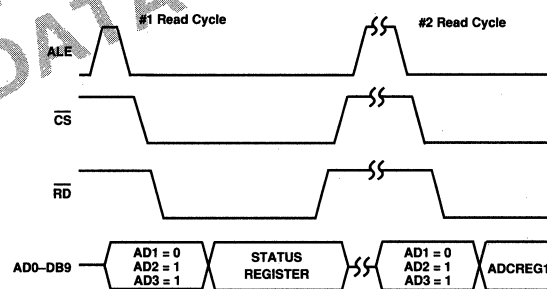 DATA
#1 Read Cycle
#2 Read Cycle
ALE
CS
RD
AD0–DB9
AD1 = 0
AD2 = 1
AD3 = 1
STATUS
REGISTER
AD1 = 0
AD2 = 1
AD3 = 1
ADCREG1